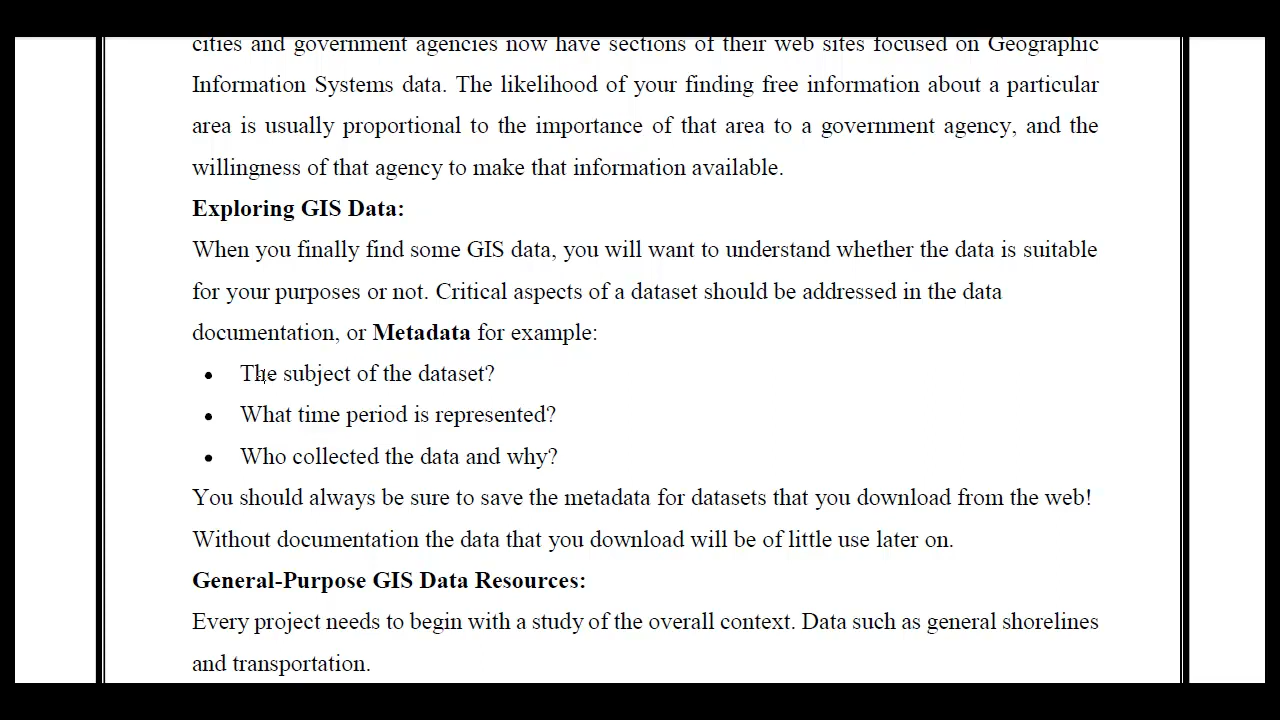 cities and government agencies now have sections of their web sites focused on Geographic
Information Systems data. The likelihood of your finding free information about a particular
area is usually proportional to the importance of that area to a government agency, and the
willingness of that agency to make that information available.
Exploring GIS Data:
When you finally find some GIS data, you will want to understand whether the data is suitable
for your purposes or not. Critical aspects of a dataset should be addressed in the data
documentation, or Metadata for example:
• The subject of the dataset?
• What time period is represented?
• Who collected the data and why?
You should always be sure to save the metadata for datasets that you download from the web!
Without documentation the data that you download will be of little use later on.
General-Purpose GIS Data Resources:
Every project needs to begin with a study of the overall context. Data such as general shorelines
and transportation.